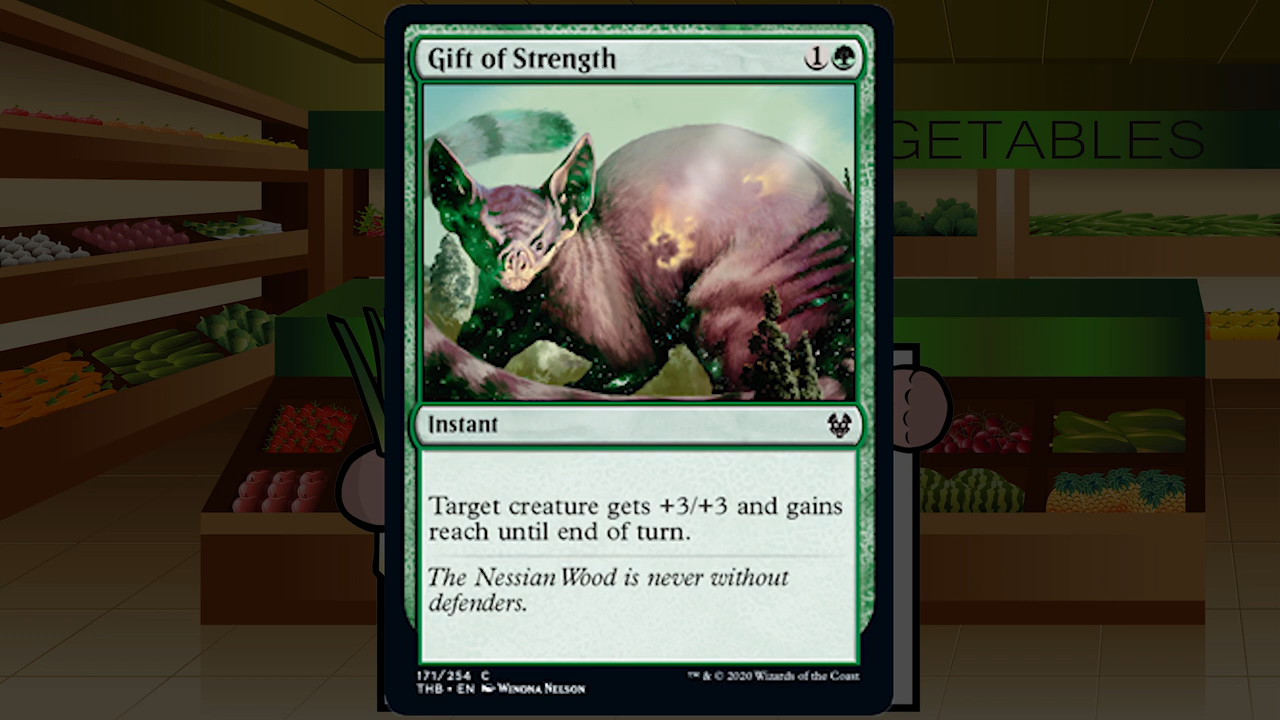 Gift of Strength 1
GETABLES
Instant
Target creature gets +3/+3 and gains
reach until end of turn.
The Nessian Wood is never without
defenders.
171/254 C
THB • EN Winona Nelson
™ & © 2020 Wizards of the Coast